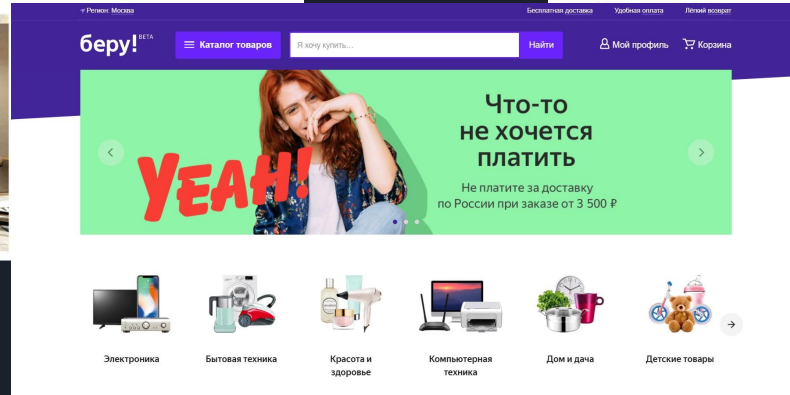 Регион: Москва
Бесплатная доставка
Удобная оплата
Лёгкий возврат
беру! BETA
Каталог товаров
Я хочу купить...
Найти
Мой профиль
Корзина
YEAH!
Что-то
не хочется
платить
Не платите за доставку
по России при заказе от 3 500 ₽
Электроника
Бытовая техника
Красота и
здоровье
Компьютерная
техника
Дом и дача
Детские товары